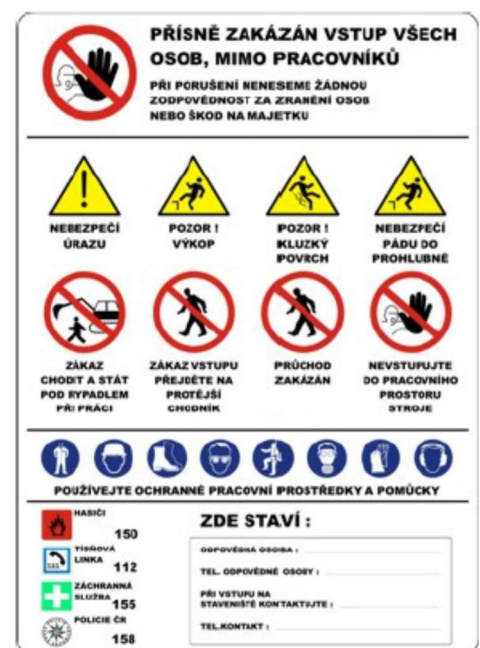 PŘÍSNĚ ZAKÁZÁN VSTUP VŠECH
OSOB, MIMO PRACOVNÍKŮ
PŘI PORUŠENÍ NENESEME ŽÁDNOU
ZODPOVĚDNOST ZA ZRANĚNÍ OSOB
NEBO ŠKOD NA MAJETKU
NEBEZPEČÍ
ÚRAZU
POZOR !
VÝKOP
POZOR !
KLUZKÝ
POVRCH
NEBEZPEČÍ
PÁDU DO
PROHLUBNĚ
ZÁKAZ
CHODIT A STÁT
POD RYPADLEM
PŘI PRÁCI
ZÁKAZ VSTUPU
PŘEJDĚTE NA
PROTĚJŠÍ
CHODNÍK
PRŮCHOD
ZAKÁZÁN
NEVSTUPUJTE
DO PRACOVNÍHO
PROSTORU
STROJE
POUŽÍVEJTE OCHRANNÉ PRACOVNÍ PROSTŘEDKY A POMŮCKY
HASIČI
150
TÍSŇOVÁ
LINKA
112
SOS
ZÁCHRANNÁ
SLUŽBA
155
POLICIE ČR
158
ZDE STAVÍ :
ODPOVĚDNÁ OSOBA :
TEL. ODPOVĚDNÉ OSOBY :
PŘI VSTUPU NA
STAVENIŠTĚ KONTAKTUJTE :
TEL.KONTAKT :